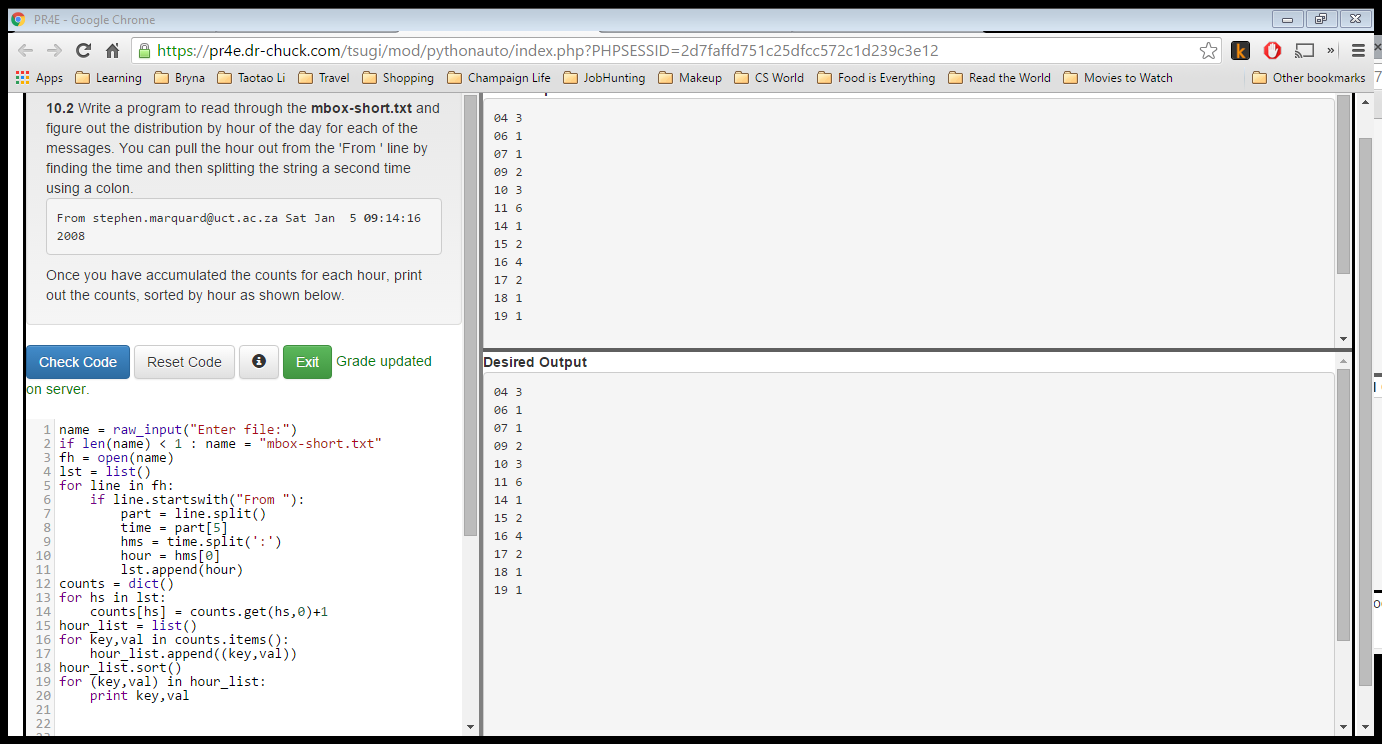 PR4E - Google Chrome
https://pr4e.dr-chuck.com/tsugi/mod/pythonauto/index.php?PHPSESSID=2d7faffd751c25dfcc572c1d239c3e12
k
»
Apps Learning Bryna Taotao Li Travel Shopping Champaign Life JobHunting Makeup CS World Food is Everything Read the World Movies to Watch Other bookmarks
10.2 Write a program to read through the mbox-short.txt and
figure out the distribution by hour of the day for each of the
messages. You can pull the hour out from the 'From ' line by
finding the time and then splitting the string a second time
using a colon.
From stephen.marquard@uct.ac.za Sat Jan  5 09:14:16
2008
Once you have accumulated the counts for each hour, print
out the counts, sorted by hour as shown below.
Check Code Reset Code Exit Grade updated
on server.
1 name = raw_input("Enter file:")
2 if len(name) < 1 : name = "mbox-short.txt"
3 fh = open(name)
4 lst = list()
5 for line in fh:
6     if line.startswith("From "):
7         part = line.split()
8         time = part[5]
9         hms = time.split(':')
10         hour = hms[0]
11         lst.append(hour)
12 counts = dict()
13 for hs in lst:
14     counts[hs] = counts.get(hs,0)+1
15 hour_list = list()
16 for key,val in counts.items():
17     hour_list.append((key,val))
18 hour_list.sort()
19 for (key,val) in hour_list:
20     print key,val
21
22
04 3
06 1
07 1
09 2
10 3
11 6
14 1
15 2
16 4
17 2
18 1
19 1
Desired Output
04 3
06 1
07 1
09 2
10 3
11 6
14 1
15 2
16 4
17 2
18 1
19 1